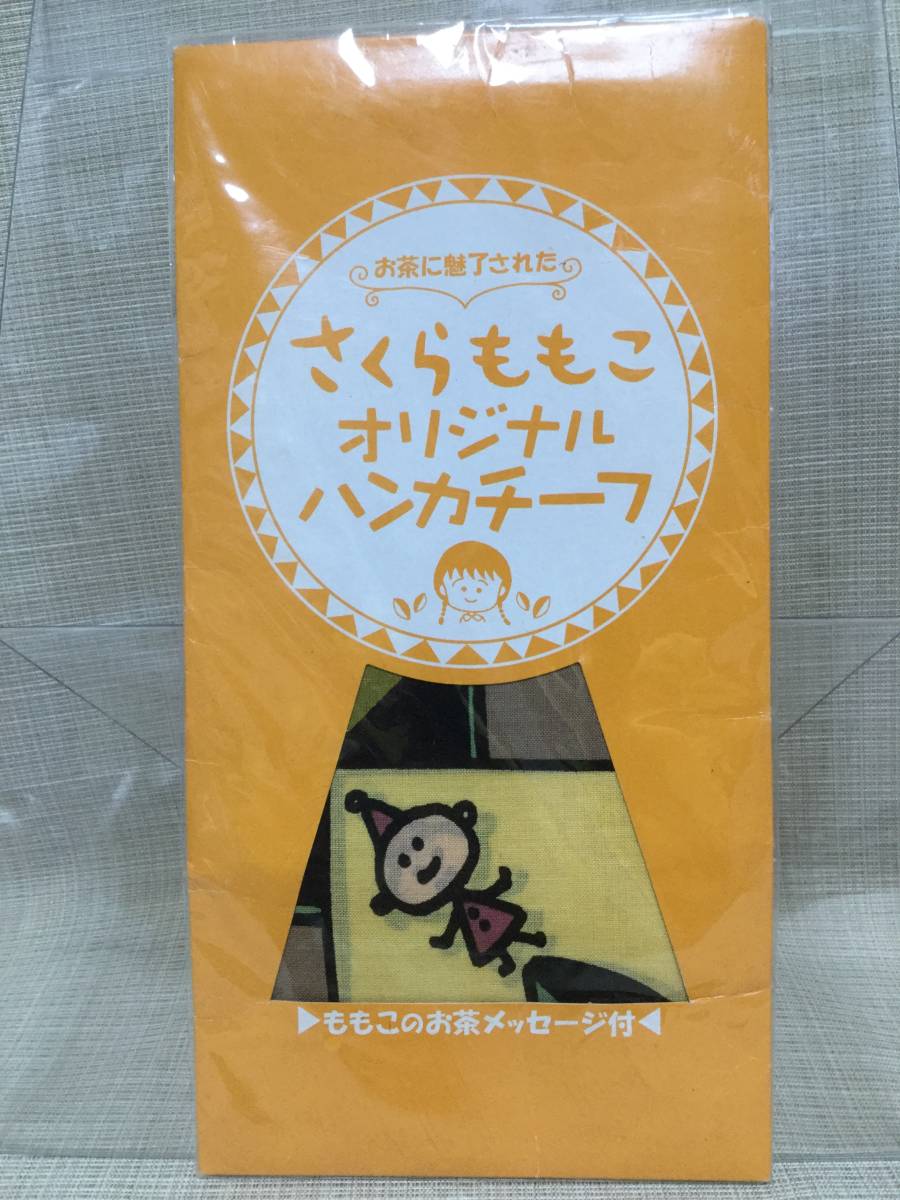 お茶に魅了された
さくらももこ
オリジナル
ハンカチーフ
▶ももこのお茶メッセージ付◀